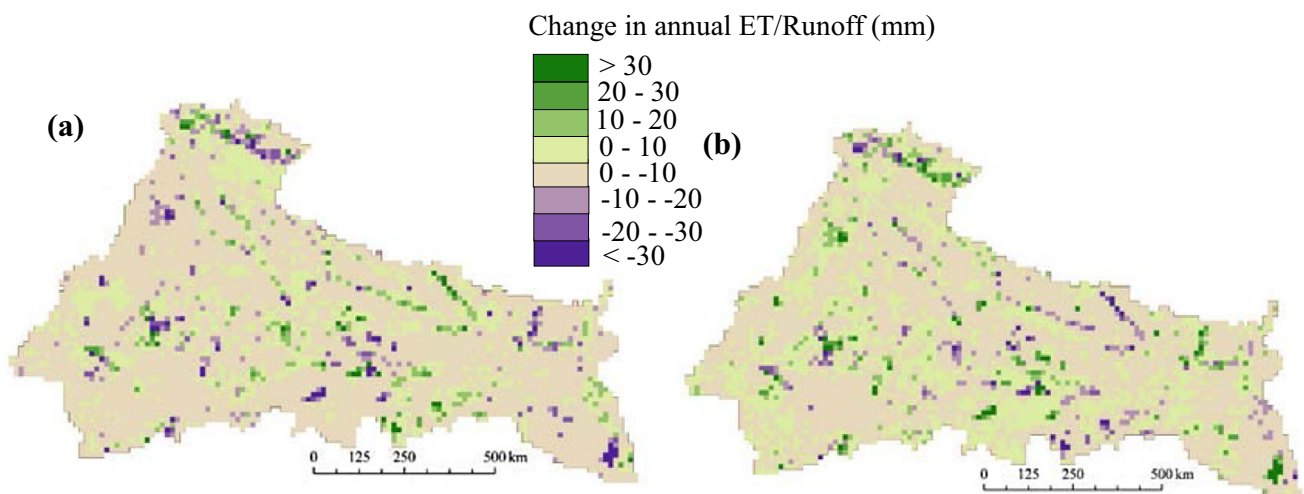 Change in annual ET/Runoff (mm)
> 30
20 - 30
10 - 20
0 - 10
0 - -10
-10 - -20
-20 - -30
< -30
(a)
(b)
0 125 250 500 km
0 125 250 500 km